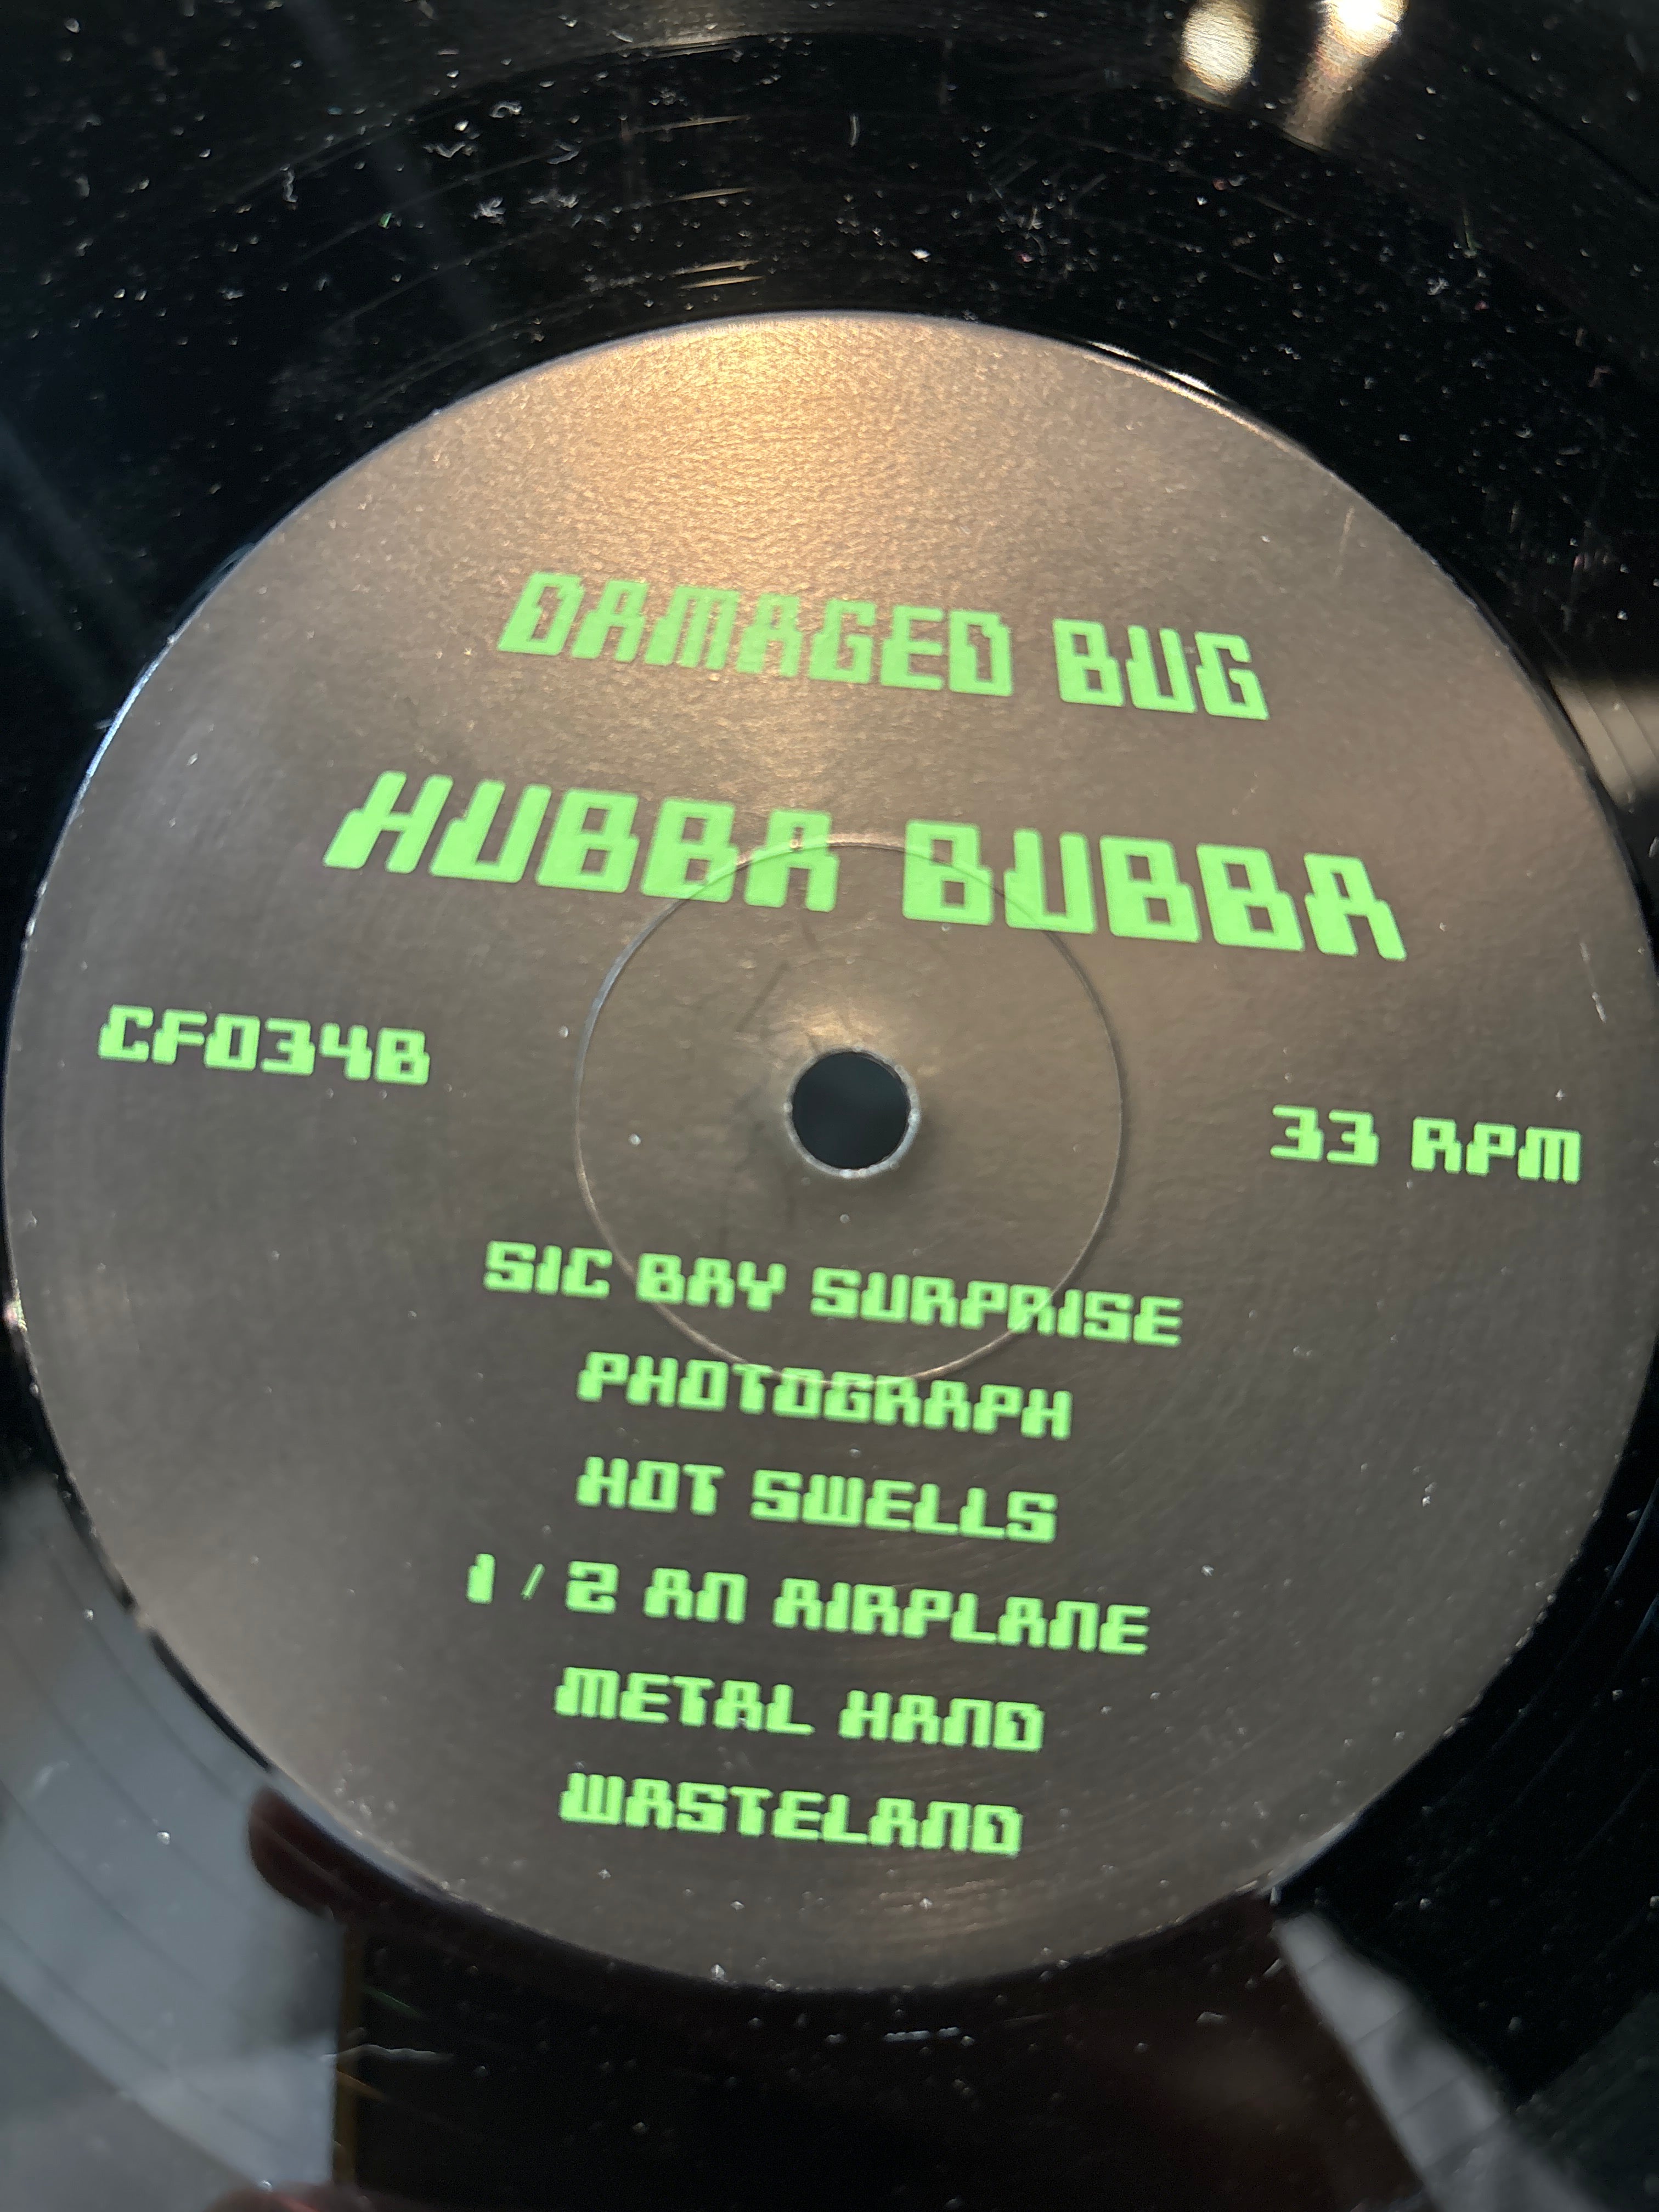 DAMAGED BUG
HUBBA BUBBA
CF034B
33 RPM
SIC BAY SURPRISE
PHOTOGRAPH
HOT SWELLS
1 / 2 AN AIRPLANE
METAL HAND
WASTELAND